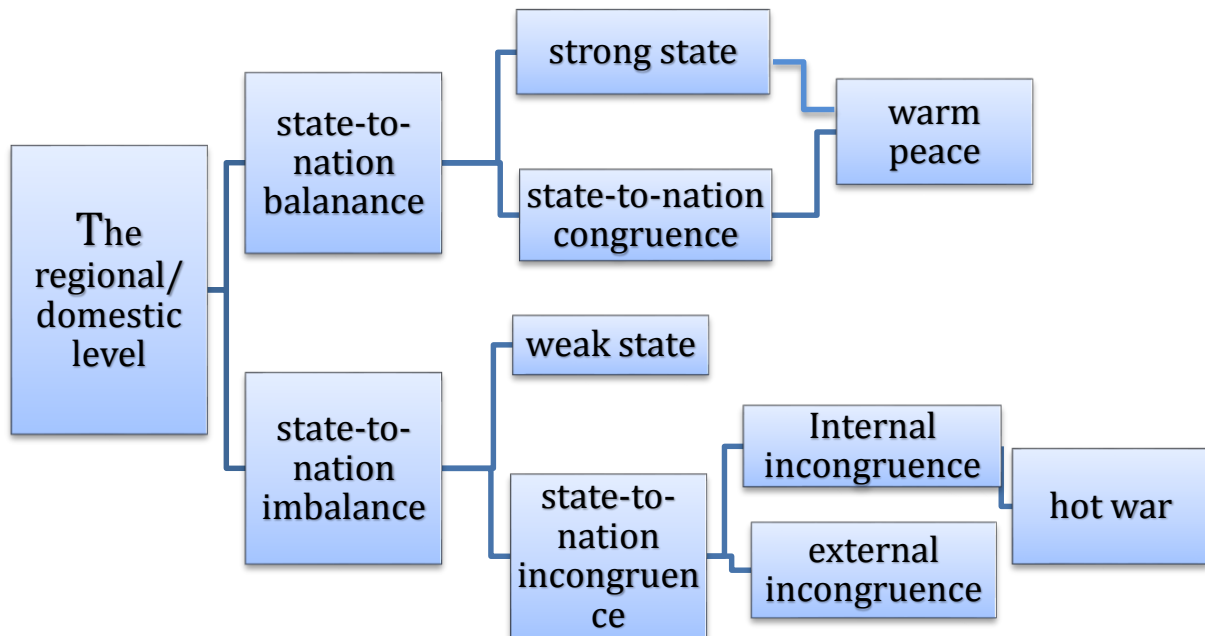 The
regional/
domestic
level
state-to-
nation
balanance
strong state
state-to-nation
congruence
warm
peace
state-to-
nation
imbalance
weak state
state-to-
nation
incongruen
ce
Internal
incongruence
external
incongruence
hot war